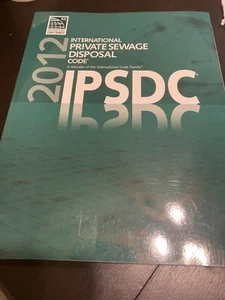 2012
INTERNATIONAL
PRIVATE SEWAGE
DISPOSAL
CODE®
A Member of the International Code Family®
IPSDC®